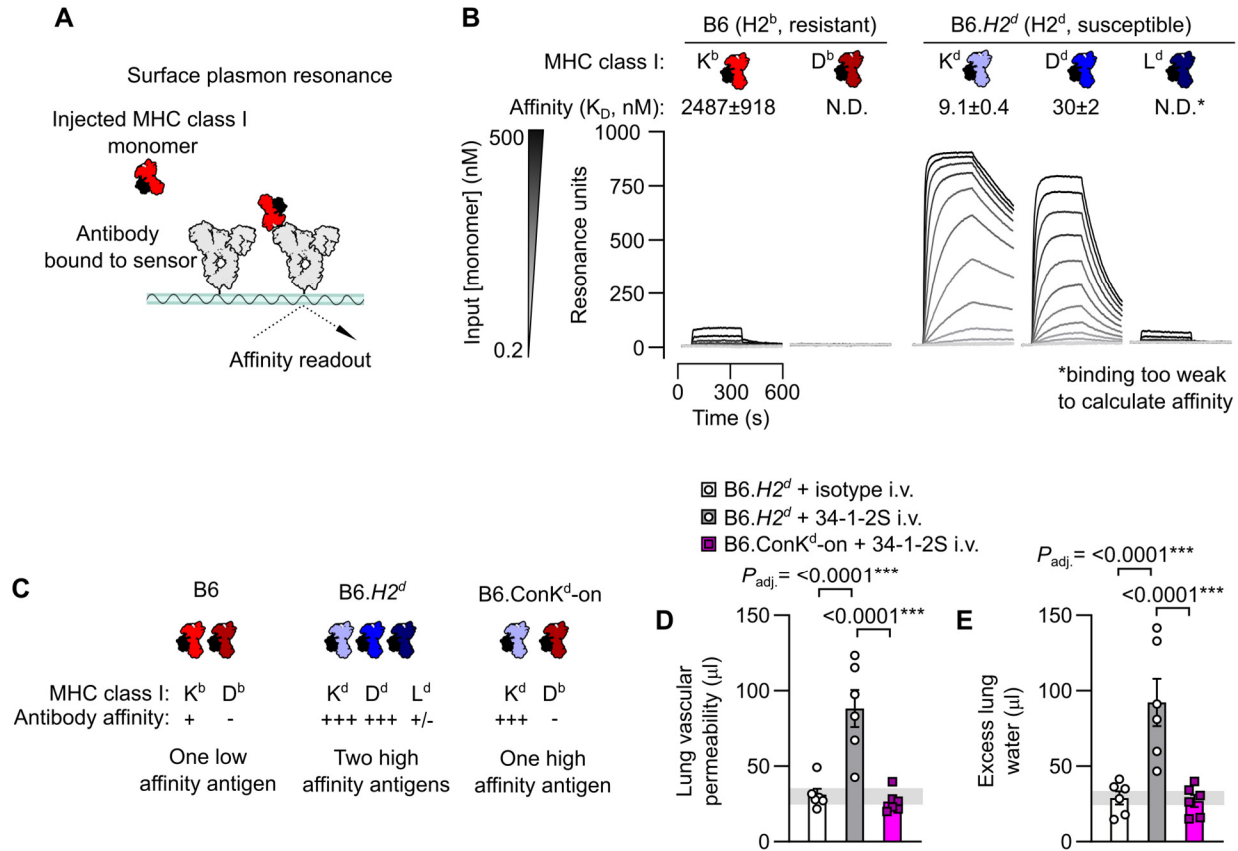 A
Surface plasmon resonance
Injected MHC class I
monomer
Antibody
bound to sensor
Affinity readout
B
B6 (H2ᵇ, resistant)
B6.H2ᵈ (H2ᵈ, susceptible)
MHC class I:
Kᵇ
Dᵇ
Kᵈ
Dᵈ
Lᵈ
Affinity (K_D, nM):
2487±918
N.D.
9.1±0.4
30±2
N.D.*
Input [monomer] (nM)
500
0.2
Resonance units
1000
750
500
250
0
0 300 600
Time (s)
*binding too weak
to calculate affinity
C
B6
B6.H2ᵈ
B6.ConKᵈ-on
MHC class I: Kᵇ Dᵇ Kᵈ Dᵈ Lᵈ Kᵈ Dᵇ
Antibody affinity: + - +++ +++ +/- +++ -
One low
affinity antigen
Two high
affinity antigens
One high
affinity antigen
B6.H2ᵈ + isotype i.v.
B6.H2ᵈ + 34-1-2S i.v.
B6.ConKᵈ-on + 34-1-2S i.v.
D
P_adj.= <0.0001***
<0.0001***
Lung vascular
permeability (µl)
150
100
50
0
E
P_adj.= <0.0001***
<0.0001***
Excess lung
water (µl)
150
100
50
0